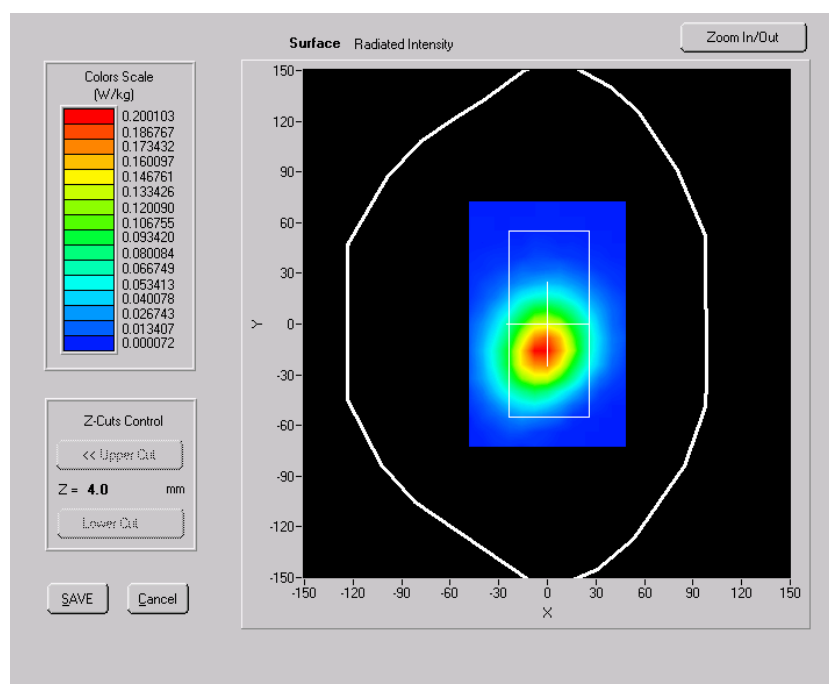 Surface Radiated Intensity
Zoom In/Out
Colors Scale
(W/kg)
0.200103
0.186767
0.173432
0.160097
0.146761
0.133426
0.120090
0.106755
0.093420
0.080084
0.066749
0.053413
0.040078
0.026743
0.013407
0.000072
Z-Cuts Control
<< Upper Cut
Z = 4.0 mm
Lower Cut
SAVE
Cancel
150
120
90
60
30
0
-30
-60
-90
-120
-150
Y
-150 -120 -90 -60 -30 0 30 60 90 120 150
X